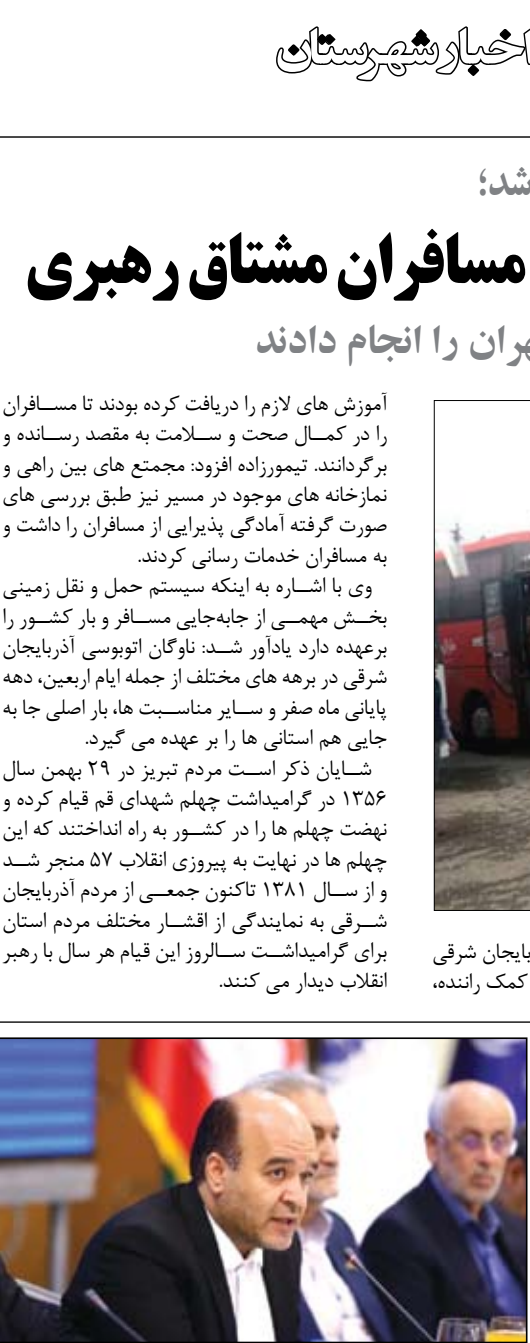 اخبار شهرستان
شد؛
مسافران مشتاق رهبری
را انجام دادند
آموزش های لازم را دریافت کرده بودند تا مسافران
را در کمال صحت و سلامت به مقصد رسانده و
برگردانند. تیمورزاده افزود: مجمتع های بین راهی و
نمازخانه های موجود در مسیر نیز طبق بررسی های
صورت گرفته آمادگی پذیرایی از مسافران را داشت و
به مسافران خدمات رسانی کردند.
وی با اشاره به اینکه سیستم حمل و نقل زمینی
بخش مهمی از جابه‌جایی مسافر و بار کشور را
برعهده دارد یادآور شد: ناوگان اتوبوسی آذربایجان
شرقی در برهه های مختلف از جمله ایام اربعین، دهه
پایانی ماه صفر و سایر مناسبت ها، بار اصلی جا به
جایی هم استانی ها را بر عهده می گیرد.
شایان ذکر است مردم تبریز در ۲۹ بهمن سال
۱۳۵۶ در گرامیداشت چهلم شهدای قم قیام کرده و
نهضت چهلم ها را در کشور به راه انداختند که این
چهلم ها در نهایت به پیروزی انقلاب ۵۷ منجر شد
و از سال ۱۳۸۱ تاکنون جمعی از مردم آذربایجان
شرقی به نمایندگی از اقشار مختلف مردم استان
برای گرامیداشت سالروز این قیام هر سال با رهبر
انقلاب دیدار می کنند.
شرقی
کمک راننده،